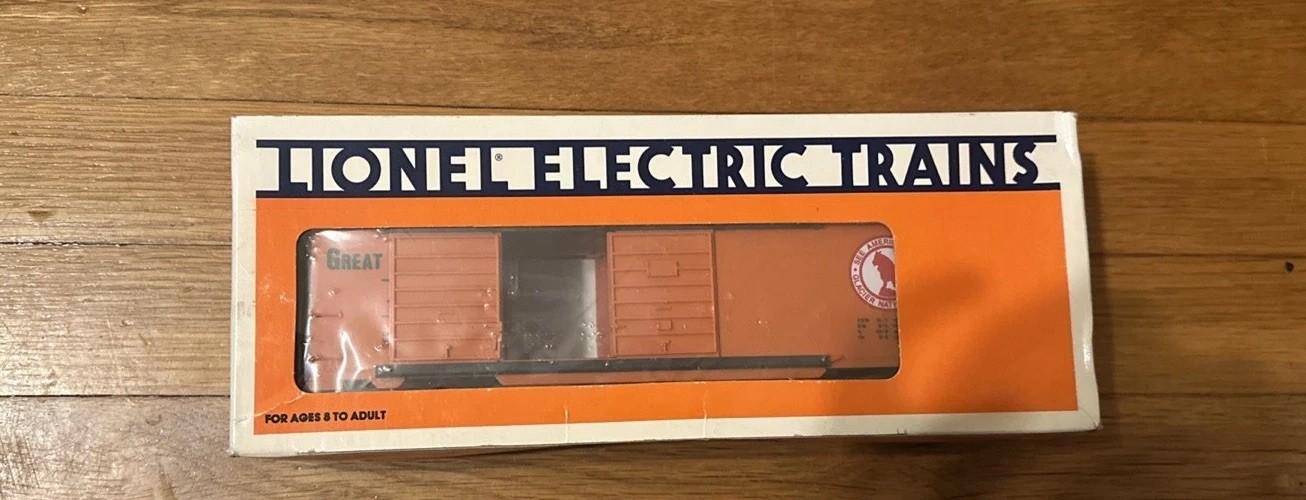 LIONEL® ELECTRIC TRAINS
GREAT
SEE AMERI
GLACIER NAT
FOR AGES 8 TO ADULT